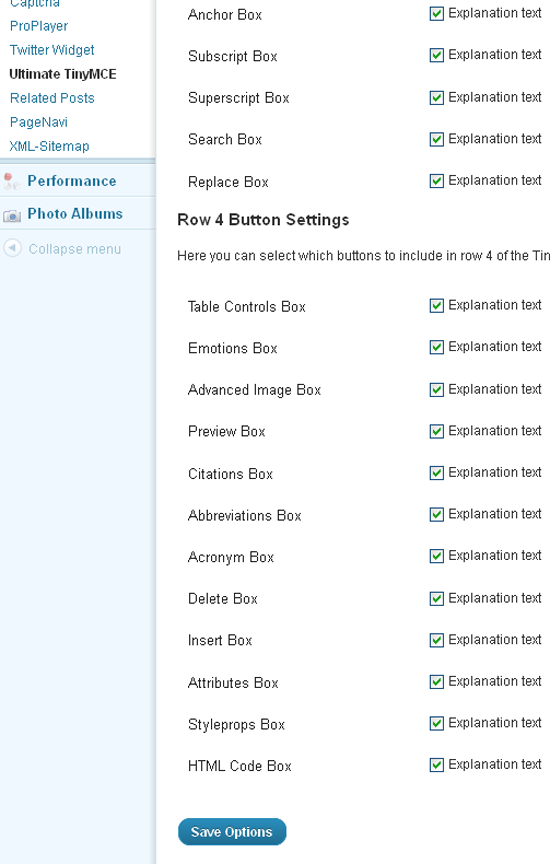 Captcha
ProPlayer
Twitter Widget
Ultimate TinyMCE
Related Posts
PageNavi
XML-Sitemap
Performance
Photo Albums
Collapse menu
Anchor Box Explanation text
Subscript Box Explanation text
Superscript Box Explanation text
Search Box Explanation text
Replace Box Explanation text
Row 4 Button Settings
Here you can select which buttons to include in row 4 of the Tin
Table Controls Box Explanation text
Emotions Box Explanation text
Advanced Image Box Explanation text
Preview Box Explanation text
Citations Box Explanation text
Abbreviations Box Explanation text
Acronym Box Explanation text
Delete Box Explanation text
Insert Box Explanation text
Attributes Box Explanation text
Styleprops Box Explanation text
HTML Code Box Explanation text
Save Options